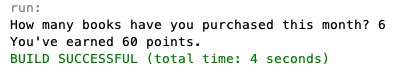 run:
How many books have you purchased this month? 6
You've earned 60 points.
BUILD SUCCESSFUL (total time: 4 seconds)